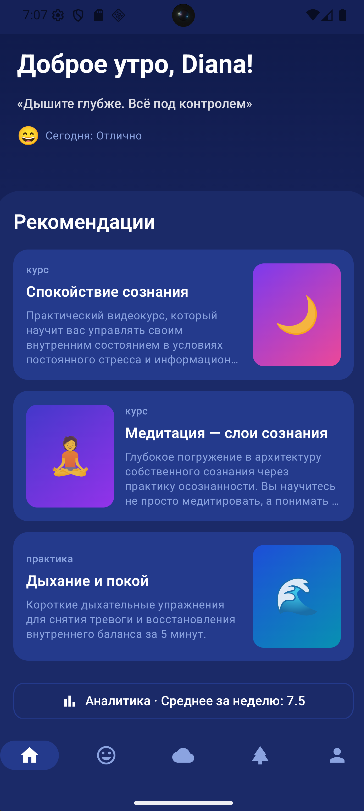 7:07
Доброе утро, Diana!
«Дышите глубже. Всё под контролем»
Сегодня: Отлично
Рекомендации
курс
Спокойствие сознания
Практический видеокурс, который
научит вас управлять своим
внутренним состоянием в условиях
постоянного стресса и информацион…
курс
Медитация — слои сознания
Глубокое погружение в архитектуру
собственного сознания через
практику осознанности. Вы научитесь
не просто медитировать, а понимать …
практика
Дыхание и покой
Короткие дыхательные упражнения
для снятия тревоги и восстановления
внутреннего баланса за 5 минут.
Аналитика · Среднее за неделю: 7.5